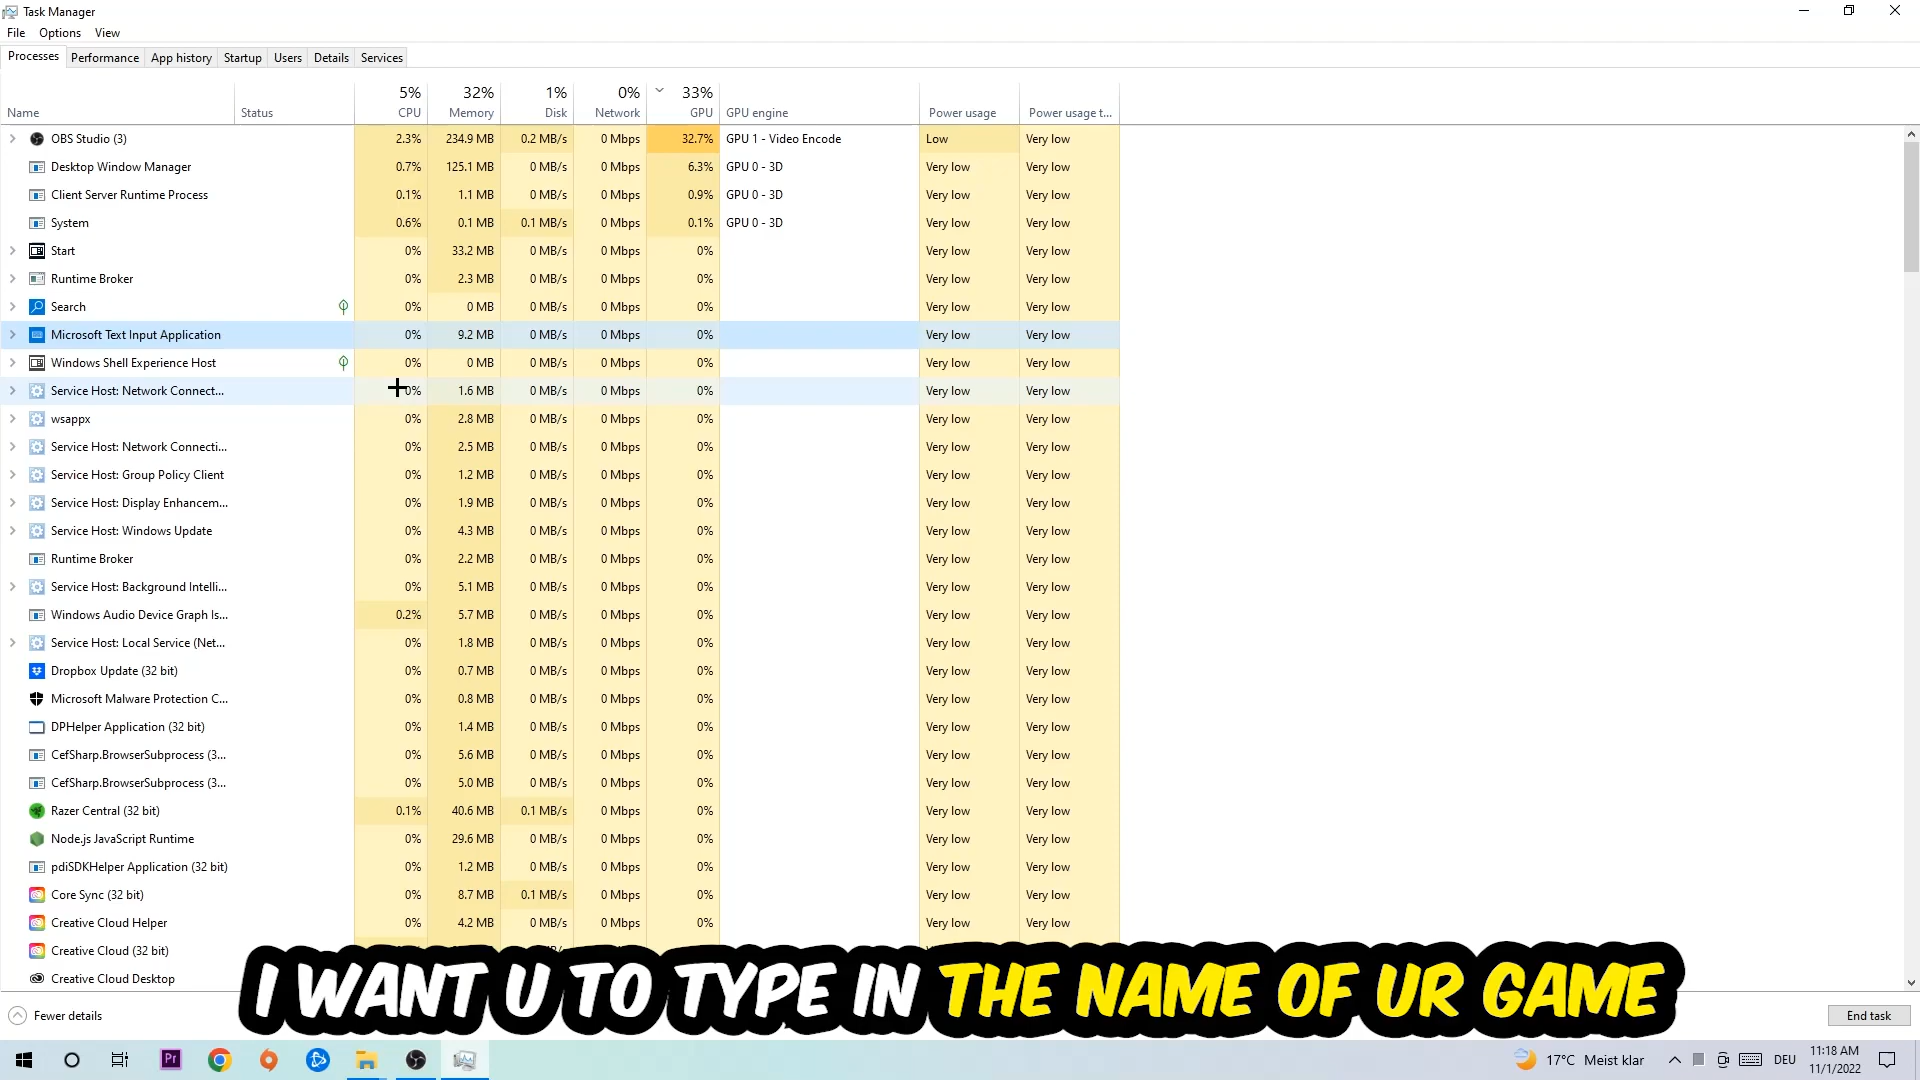 Task Manager
File Options View
Processes Performance App history Startup Users Details Services
5% 32% 1% 0% 33%
Name Status CPU Memory Disk Network GPU GPU engine Power usage Power usage t...
OBS Studio (3) 2.3% 234.9 MB 0.2 MB/s 0 Mbps 32.7% GPU 1 - Video Encode Low Very low
Desktop Window Manager 0.7% 125.1 MB 0 MB/s 0 Mbps 6.3% GPU 0 - 3D Very low Very low
Client Server Runtime Process 0.1% 1.1 MB 0 MB/s 0 Mbps 0.9% GPU 0 - 3D Very low Very low
System 0.6% 0.1 MB 0.1 MB/s 0 Mbps 0.1% GPU 0 - 3D Very low Very low
Start 0% 33.2 MB 0 MB/s 0 Mbps 0% Very low Very low
Runtime Broker 0% 2.3 MB 0 MB/s 0 Mbps 0% Very low Very low
Search 0% 0 MB 0 MB/s 0 Mbps 0% Very low Very low
Microsoft Text Input Application 0% 9.2 MB 0 MB/s 0 Mbps 0% Very low Very low
Windows Shell Experience Host 0% 0 MB 0 MB/s 0 Mbps 0% Very low Very low
Service Host: Network Connect... 0% 1.6 MB 0 MB/s 0 Mbps 0% Very low Very low
wsappx 0% 2.8 MB 0 MB/s 0 Mbps 0% Very low Very low
Service Host: Network Connecti... 0% 2.5 MB 0 MB/s 0 Mbps 0% Very low Very low
Service Host: Group Policy Client 0% 1.2 MB 0 MB/s 0 Mbps 0% Very low Very low
Service Host: Display Enhancem... 0% 1.9 MB 0 MB/s 0 Mbps 0% Very low Very low
Service Host: Windows Update 0% 4.3 MB 0 MB/s 0 Mbps 0% Very low Very low
Runtime Broker 0% 2.2 MB 0 MB/s 0 Mbps 0% Very low Very low
Service Host: Background Intelli... 0% 5.1 MB 0 MB/s 0 Mbps 0% Very low Very low
Windows Audio Device Graph Is... 0.2% 5.7 MB 0 MB/s 0 Mbps 0% Very low Very low
Service Host: Local Service (Net... 0% 1.8 MB 0 MB/s 0 Mbps 0% Very low Very low
Dropbox Update (32 bit) 0% 0.7 MB 0 MB/s 0 Mbps 0% Very low Very low
Microsoft Malware Protection C... 0% 0.8 MB 0 MB/s 0 Mbps 0% Very low Very low
DPHelper Application (32 bit) 0% 1.4 MB 0 MB/s 0 Mbps 0% Very low Very low
CefSharp.BrowserSubprocess (3... 0% 5.6 MB 0 MB/s 0 Mbps 0% Very low Very low
CefSharp.BrowserSubprocess (3... 0% 5.0 MB 0 MB/s 0 Mbps 0% Very low Very low
Razer Central (32 bit) 0.1% 40.6 MB 0.1 MB/s 0 Mbps 0% Very low Very low
Node.js JavaScript Runtime 0% 29.6 MB 0 MB/s 0 Mbps 0% Very low Very low
pdiSDKHelper Application (32 bit) 0% 1.2 MB 0 MB/s 0 Mbps 0% Very low Very low
Core Sync (32 bit) 0% 8.7 MB 0.1 MB/s 0 Mbps 0% Very low Very low
Creative Cloud Helper 0% 4.2 MB 0 MB/s 0 Mbps 0% Very low Very low
Creative Cloud (32 bit)
Creative Cloud Desktop
I WANT U TO TYPE IN THE NAME OF UR GAME
Fewer details End task
Pr 17°C Meist klar DEU 11:18 AM
11/1/2022